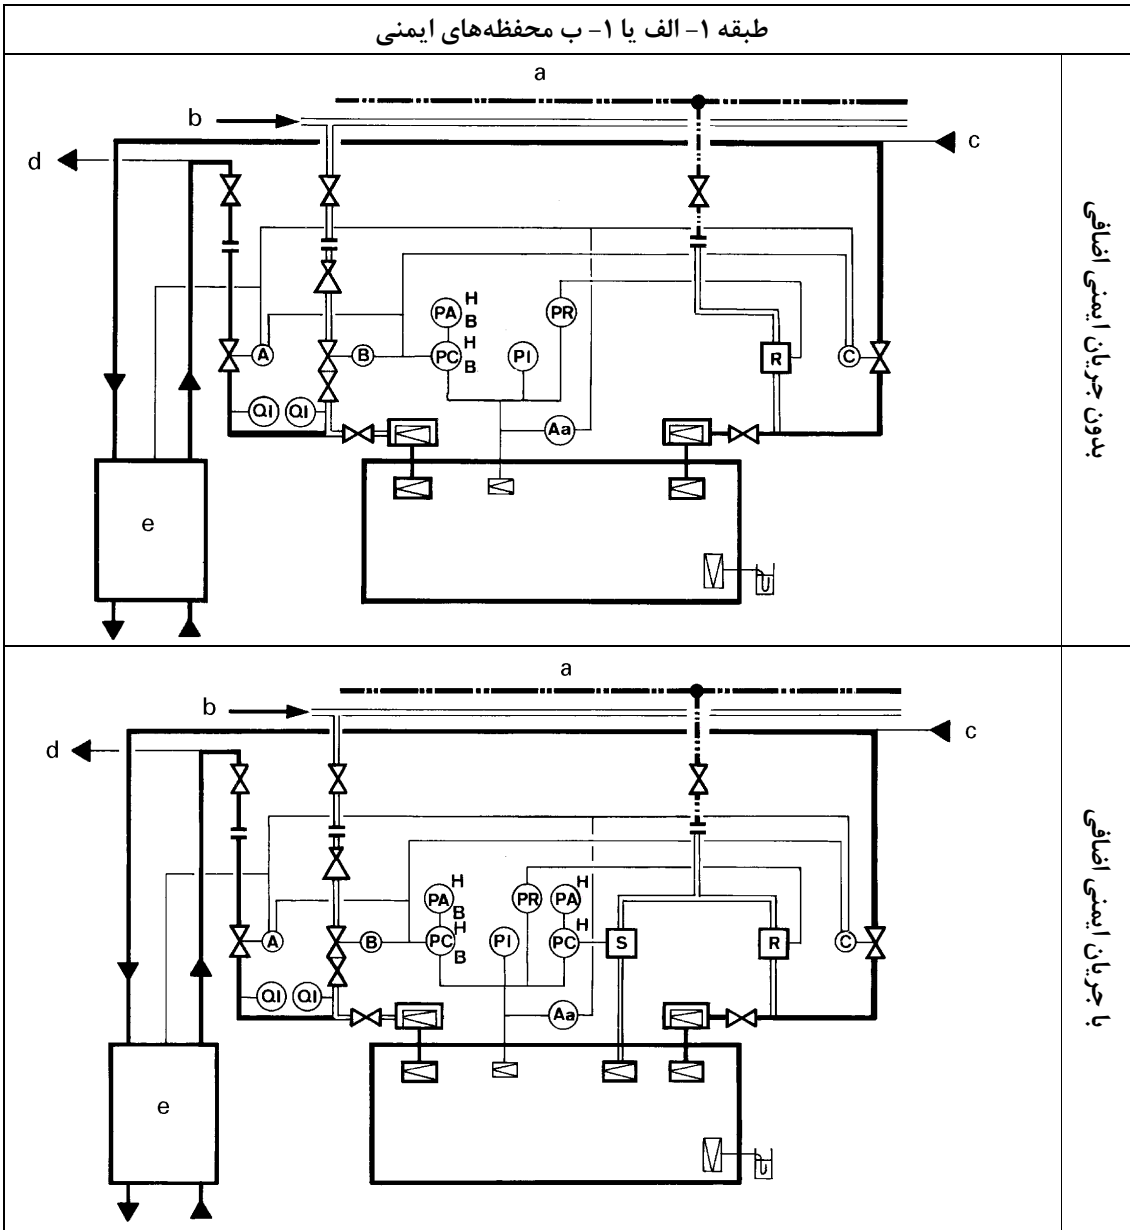 طبقه ۱- الف یا ۱- ب محفظه‌های ایمنی
a
b
c
d
H
PA
B
PR
H
PC
B
PI
A
B
R
C
QI
QI
Aa
e
بدون جریان ایمنی اضافی
a
b
c
d
H
PA
B
PR
PA
H
H
PC
B
PI
PC
H
A
B
S
R
C
QI
QI
Aa
e
با جریان ایمنی اضافی